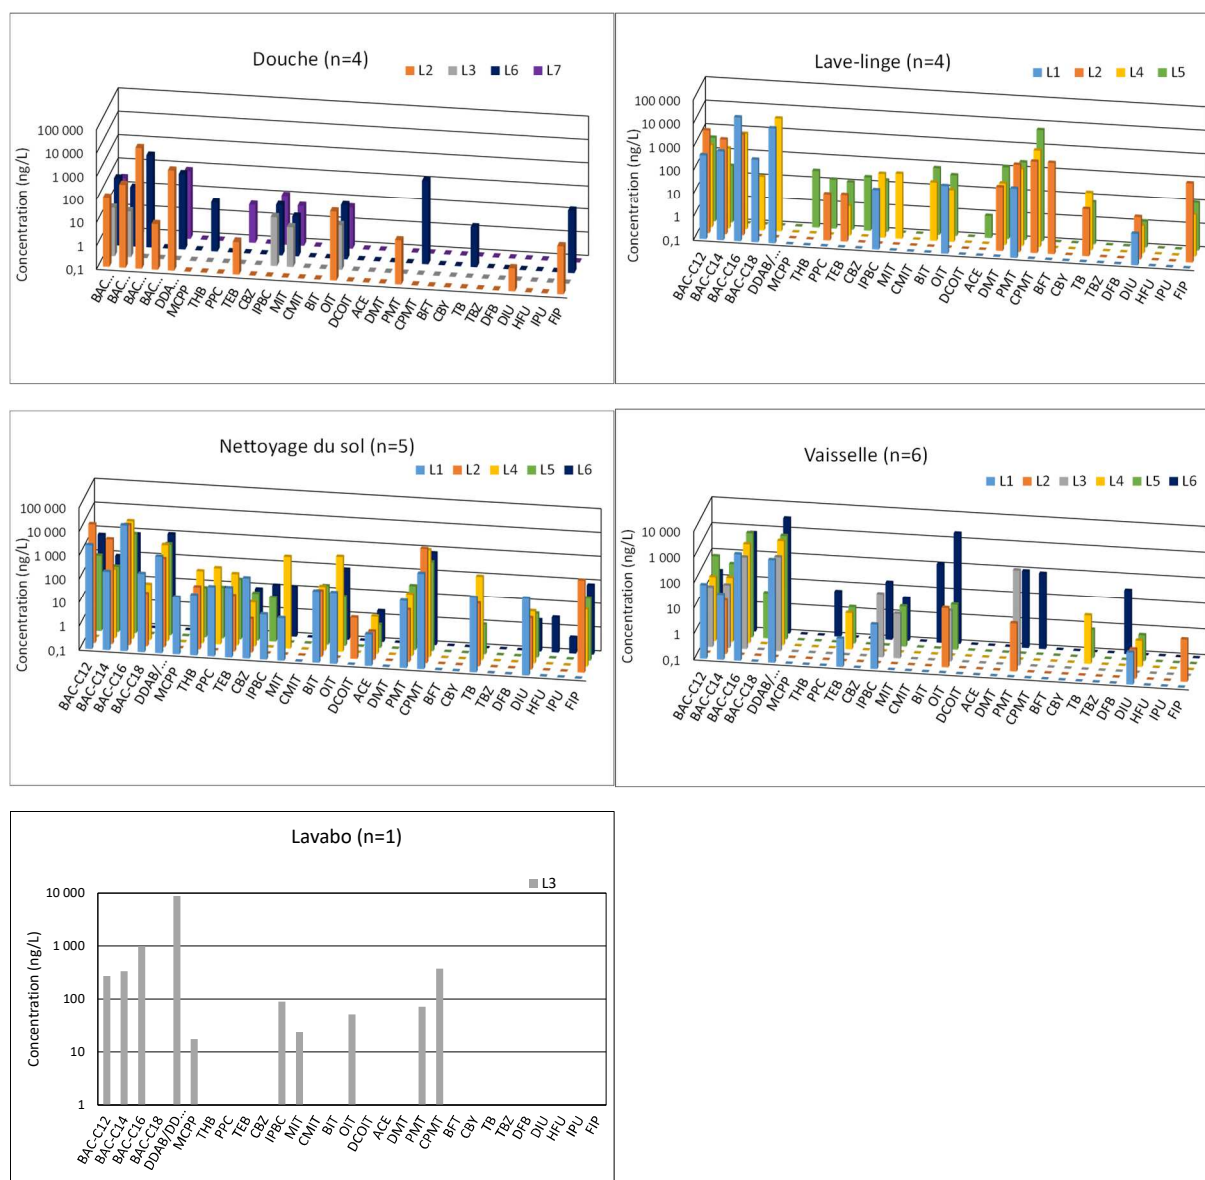 Douche (n=4)
L2 L3 L6 L7
Concentration (ng/L)
100 000
10 000
1 000
100
10
1
0,1
BAC...
BAC...
BAC...
BAC...
DDA...
MCPP
THB
PPC
TEB
CBZ
IPBC
MIT
CMIT
BIT
OIT
DCOIT
ACE
DMT
PMT
CPMT
BFT
CBY
TB
TBZ
DFB
DIU
HFU
IPU
FIP
Lave-linge (n=4)
L1 L2 L4 L5
Concentration (ng/L)
100 000
10 000
1 000
100
10
1
0,1
BAC-C12
BAC-C14
BAC-C16
BAC-C18
DDAB/...
MCPP
THB
PPC
TEB
CBZ
IPBC
MIT
CMIT
BIT
OIT
DCOIT
ACE
DMT
PMT
CPMT
BFT
CBY
TB
TBZ
DFB
DIU
HFU
IPU
FIP
Nettoyage du sol (n=5)
L1 L2 L4 L5 L6
Concentration (ng/L)
100 000
10 000
1 000
100
10
1
0,1
BAC-C12
BAC-C14
BAC-C16
BAC-C18
DDAB/...
MCPP
THB
PPC
TEB
CBZ
IPBC
MIT
CMIT
BIT
OIT
DCOIT
ACE
DMT
PMT
CPMT
BFT
CBY
TB
TBZ
DFB
DIU
HFU
IPU
FIP
Vaisselle (n=6)
L1 L2 L3 L4 L5 L6
Concentration (ng/L)
10 000
1 000
100
10
1
0,1
BAC-C12
BAC-C14
BAC-C16
BAC-C18
DDAB/...
MCPP
THB
PPC
TEB
CBZ
IPBC
MIT
CMIT
BIT
OIT
DCOIT
ACE
DMT
PMT
CPMT
BFT
CBY
TB
TBZ
DFB
DIU
HFU
IPU
FIP
Lavabo (n=1)
L3
Concentration (ng/L)
10 000
1 000
100
10
1
BAC-C12
BAC-C14
BAC-C16
BAC-C18
DDAB/DD...
MCPP
THB
PPC
TEB
CBZ
IPBC
MIT
CMIT
BIT
OIT
DCOIT
ACE
DMT
PMT
CPMT
BFT
CBY
TB
TBZ
DFB
DIU
HFU
IPU
FIP